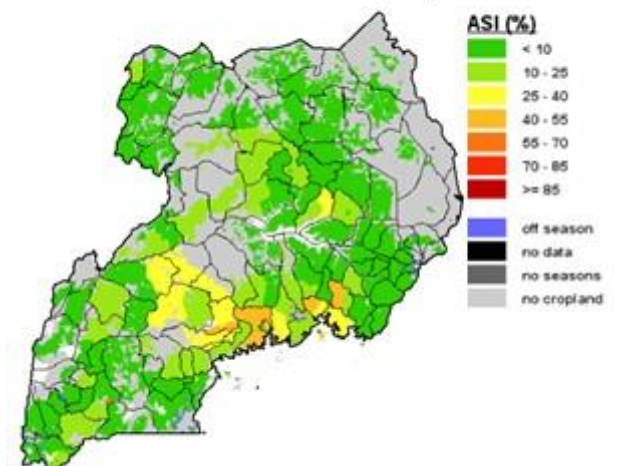 ASI (%)
< 10
10 - 25
25 - 40
40 - 55
55 - 70
70 - 85
>= 85
off season
no data
no seasons
no cropland